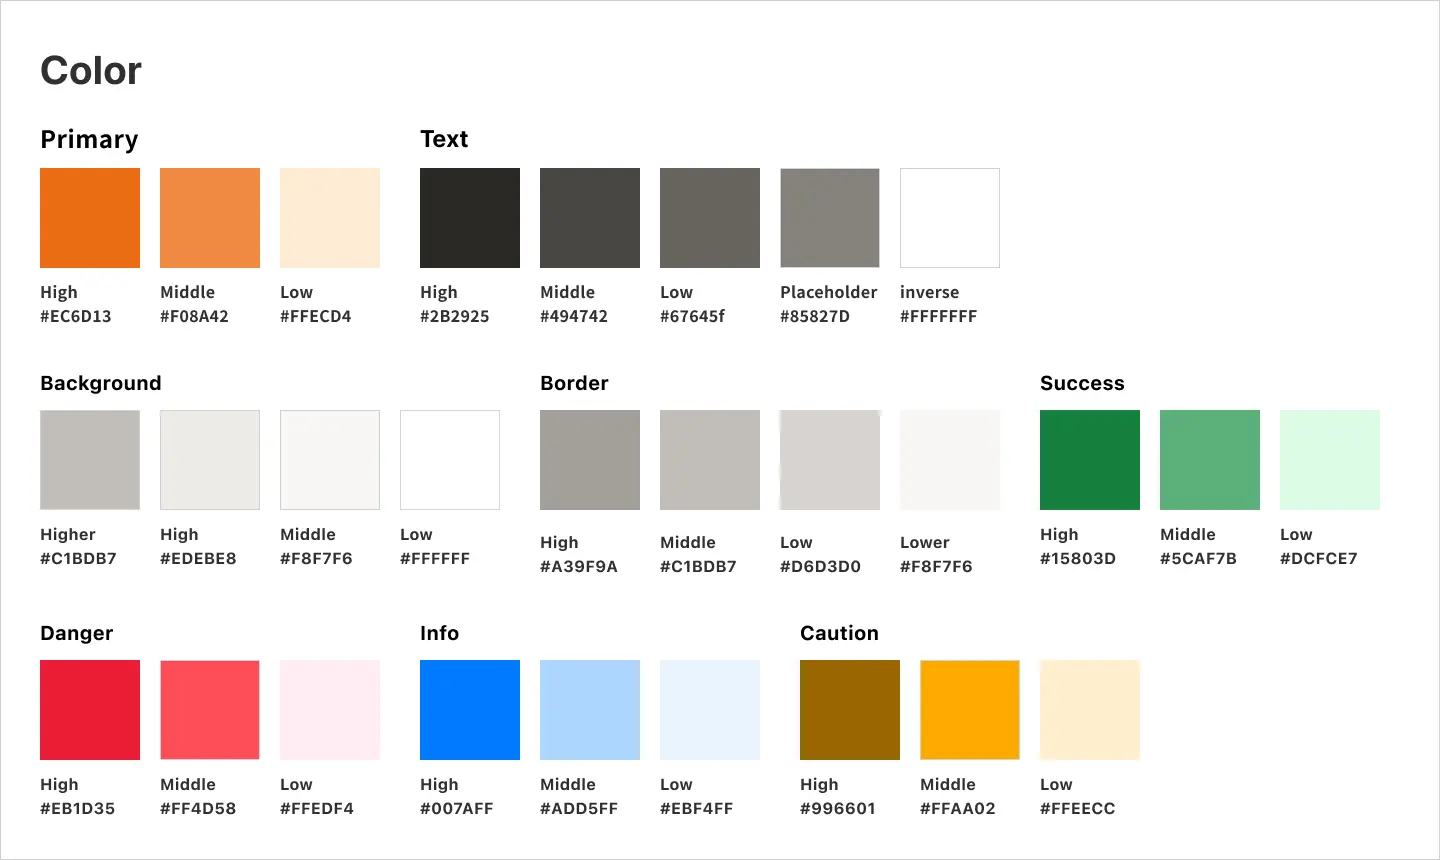 Color
Primary
High
#EC6D13
Middle
#F08A42
Low
#FFECD4
Text
High
#2B2925
Middle
#494742
Low
#67645f
Placeholder
#85827D
inverse
#FFFFFFF
Background
Higher
#C1BDB7
High
#EDEBE8
Middle
#F8F7F6
Low
#FFFFFF
Border
High
#A39F9A
Middle
#C1BDB7
Low
#D6D3D0
Lower
#F8F7F6
Success
High
#15803D
Middle
#5CAF7B
Low
#DCFCE7
Danger
High
#EB1D35
Middle
#FF4D58
Low
#FFEDF4
Info
High
#007AFF
Middle
#ADD5FF
Low
#EBF4FF
Caution
High
#996601
Middle
#FFAA02
Low
#FFEECC